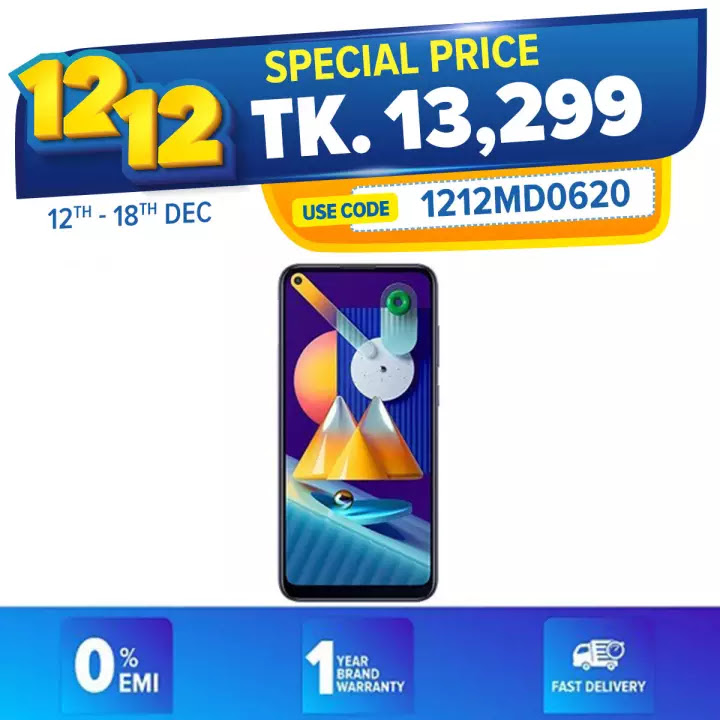 12 12
SPECIAL PRICE
TK. 13,299
12TH - 18TH DEC
USE CODE 1212MD0620
0% EMI
1 YEAR
BRAND
WARRANTY
FAST DELIVERY